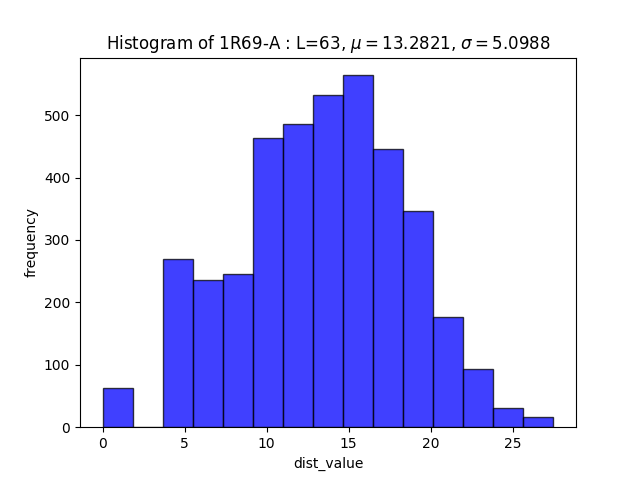 Histogram of 1R69-A : L=63, μ = 13.2821, σ = 5.0988
frequency
500
400
300
200
100
0
0 5 10 15 20 25
dist_value